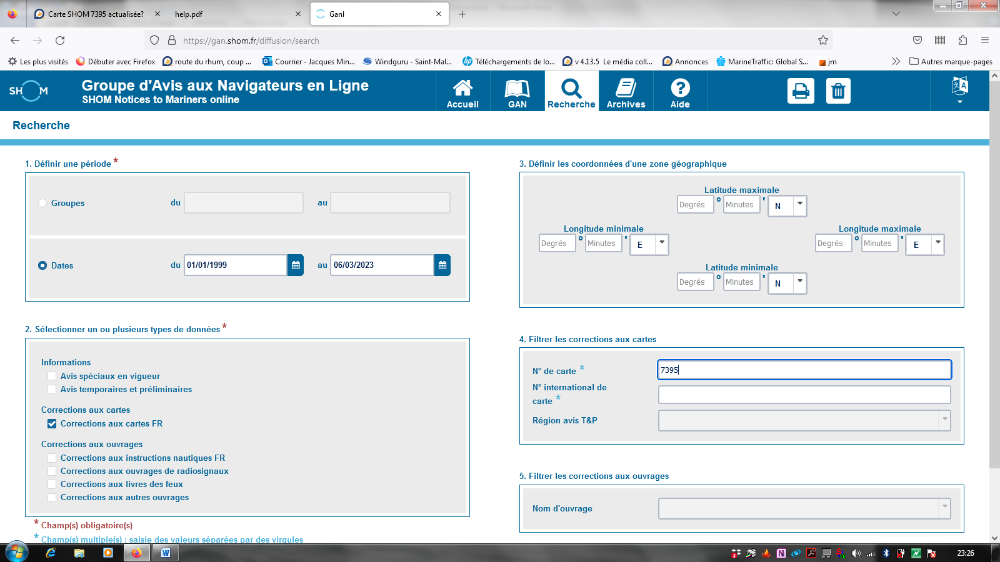 Carte SHOM 7395 actualisée?
help.pdf
Ganl
https://gan.shom.fr/diffusion/search
Les plus visités
Débuter avec Firefox
route du rhum, coup ...
Courrier - Jacques Min...
Windguru - Saint-Mal...
Téléchargements de lo...
v 4.13.5 Le média coll...
Annonces
MarineTraffic: Global S...
jm
Autres marque-pages
SHOM
Groupe d'Avis aux Navigateurs en Ligne
SHOM Notices to Mariners online
Accueil
GAN
Recherche
Archives
Aide
Recherche
1. Définir une période *
Groupes du au
Dates du 01/01/1999 au 06/03/2023
2. Sélectionner un ou plusieurs types de données *
Informations
Avis spéciaux en vigueur
Avis temporaires et préliminaires
Corrections aux cartes
Corrections aux cartes FR
Corrections aux ouvrages
Corrections aux instructions nautiques FR
Corrections aux ouvrages de radiosignaux
Corrections aux livres des feux
Corrections aux autres ouvrages
* Champ(s) obligatoire(s)
* Champ(s) multiple(s) : saisie des valeurs séparées par des virgules
3. Définir les coordonnées d'une zone géographique
Latitude maximale
Degrés ° Minutes ' N
Longitude minimale
Degrés ° Minutes ' E
Longitude maximale
Degrés ° Minutes ' E
Latitude minimale
Degrés ° Minutes ' N
4. Filtrer les corrections aux cartes
N° de carte * 7395
N° international de
carte *
Région avis T&P
5. Filtrer les corrections aux ouvrages
Nom d'ouvrage
23:26